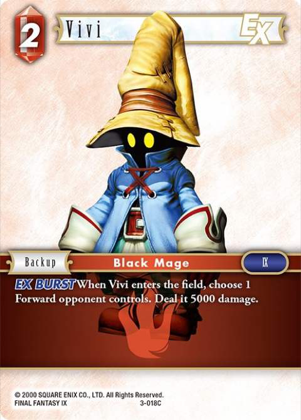 2
Vivi
EX
Backup
Black Mage
IX
EX BURST When Vivi enters the field, choose 1
Forward opponent controls. Deal it 5000 damage.
© 2000 SQUARE ENIX CO., LTD. All Rights Reserved.
FINAL FANTASY IX
3-018C